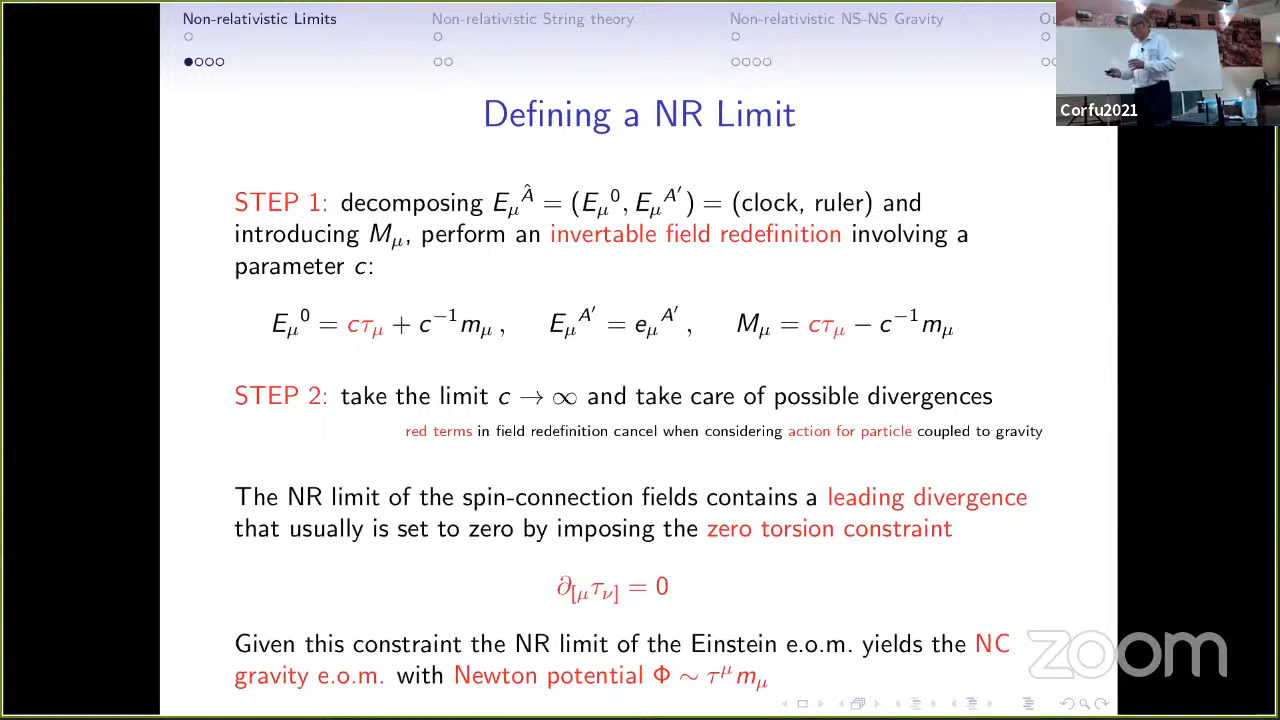 Non-relativistic Limits Non-relativistic String theory Non-relativistic NS-NS Gravity Ou
Corfu2021
Defining a NR Limit
STEP 1: decomposing E_μ^Â = (E_μ^0, E_μ^A′) = (clock, ruler) and
introducing M_μ, perform an invertable field redefinition involving a
parameter c:
E_μ^0 = cτ_μ + c^−1 m_μ , E_μ^A′ = e_μ^A′ , M_μ = cτ_μ − c^−1 m_μ
STEP 2: take the limit c → ∞ and take care of possible divergences
red terms in field redefinition cancel when considering action for particle coupled to gravity
The NR limit of the spin-connection fields contains a leading divergence
that usually is set to zero by imposing the zero torsion constraint
∂_[μ τ_ν] = 0
Given this constraint the NR limit of the Einstein e.o.m. yields the NC
gravity e.o.m. with Newton potential Φ ∼ τ^μ m_μ
zoom